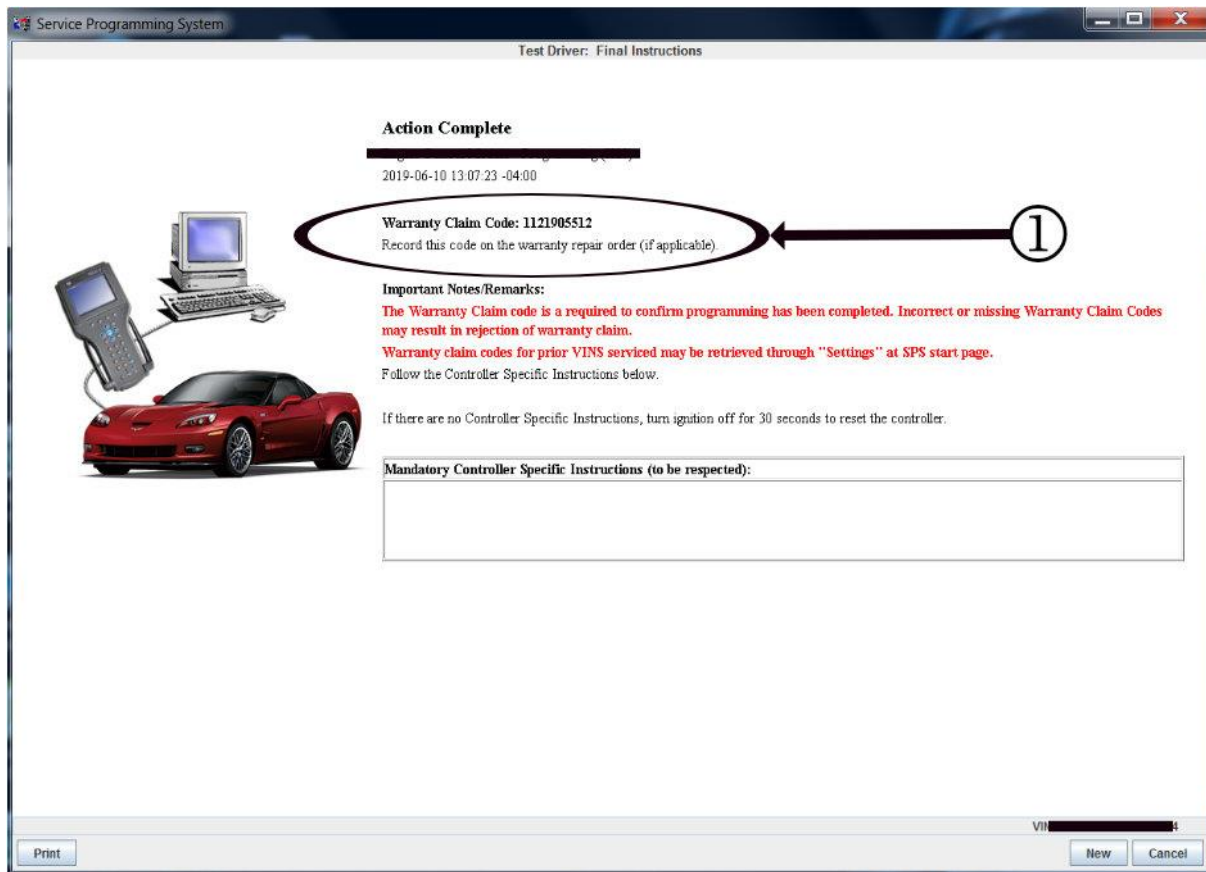 Service Programming System
Test Driver: Final Instructions
Action Complete
2019-06-10 13:07:23 -04:00
Warranty Claim Code: 1121905512
Record this code on the warranty repair order (if applicable).
①
Important Notes/Remarks:
The Warranty Claim code is a required to confirm programming has been completed. Incorrect or missing Warranty Claim Codes
may result in rejection of warranty claim.
Warranty claim codes for prior VINS serviced may be retrieved through "Settings" at SPS start page.
Follow the Controller Specific Instructions below.
If there are no Controller Specific Instructions, turn ignition off for 30 seconds to reset the controller.
Mandatory Controller Specific Instructions (to be respected):
VIN 4
Print
New
Cancel